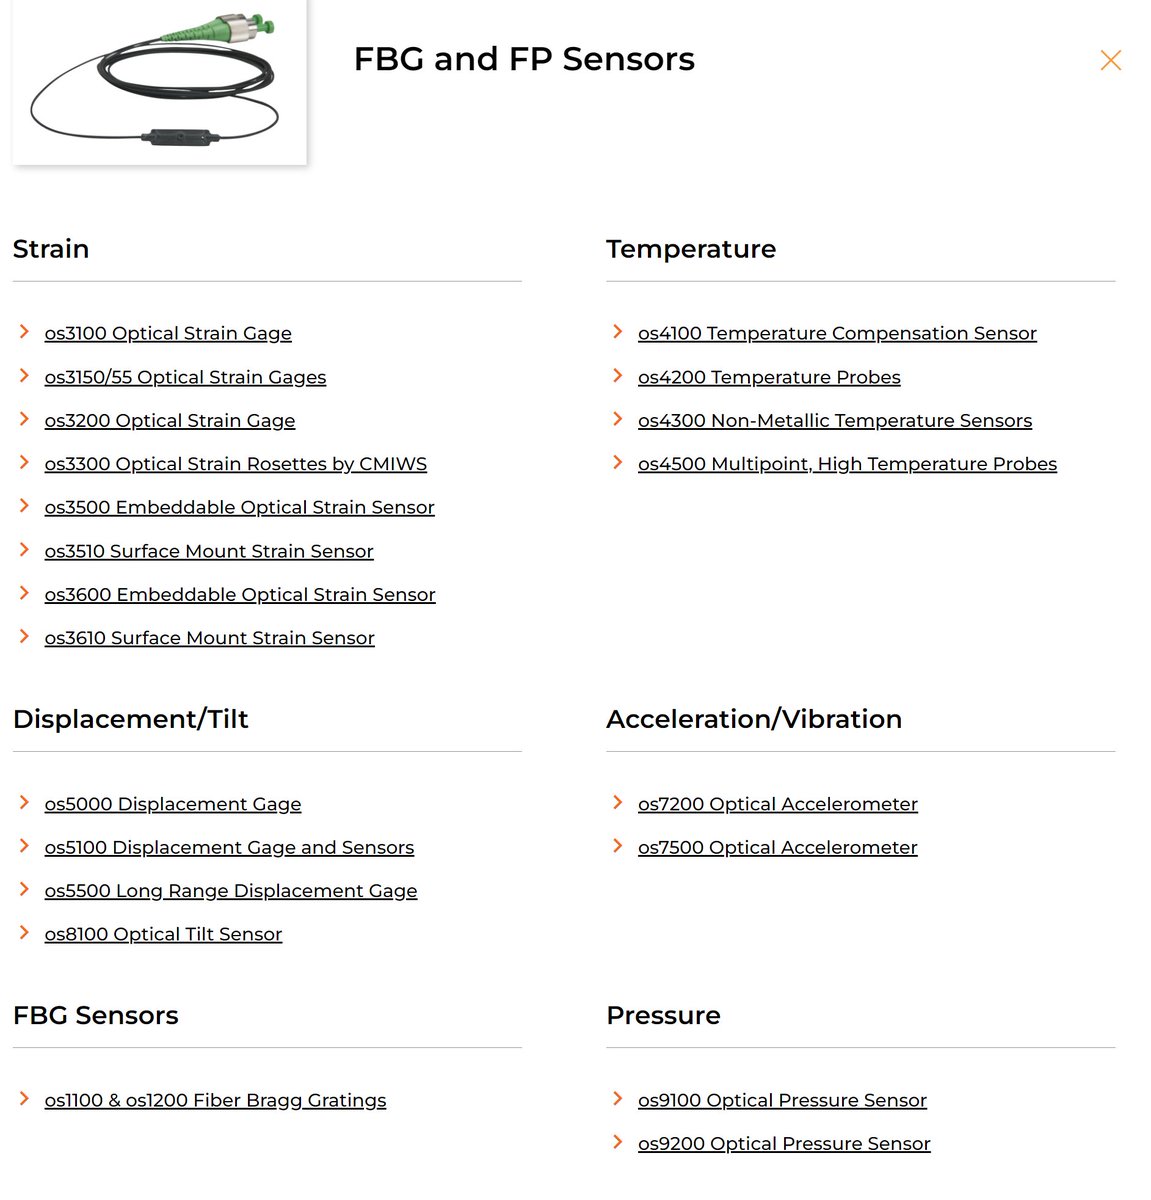 FBG and FP Sensors
Strain
os3100 Optical Strain Gage
os3150/55 Optical Strain Gages
os3200 Optical Strain Gage
os3300 Optical Strain Rosettes by CMIWS
os3500 Embeddable Optical Strain Sensor
os3510 Surface Mount Strain Sensor
os3600 Embeddable Optical Strain Sensor
os3610 Surface Mount Strain Sensor
Temperature
os4100 Temperature Compensation Sensor
os4200 Temperature Probes
os4300 Non-Metallic Temperature Sensors
os4500 Multipoint, High Temperature Probes
Displacement/Tilt
os5000 Displacement Gage
os5100 Displacement Gage and Sensors
os5500 Long Range Displacement Gage
os8100 Optical Tilt Sensor
Acceleration/Vibration
os7200 Optical Accelerometer
os7500 Optical Accelerometer
FBG Sensors
os1100 & os1200 Fiber Bragg Gratings
Pressure
os9100 Optical Pressure Sensor
os9200 Optical Pressure Sensor